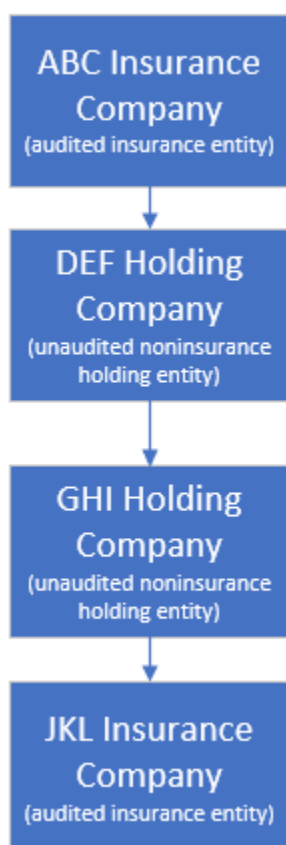 ABC Insurance
Company
(audited insurance entity)
DEF Holding
Company
(unaudited noninsurance
holding entity)
GHI Holding
Company
(unaudited noninsurance
holding entity)
JKL Insurance
Company
(audited insurance entity)